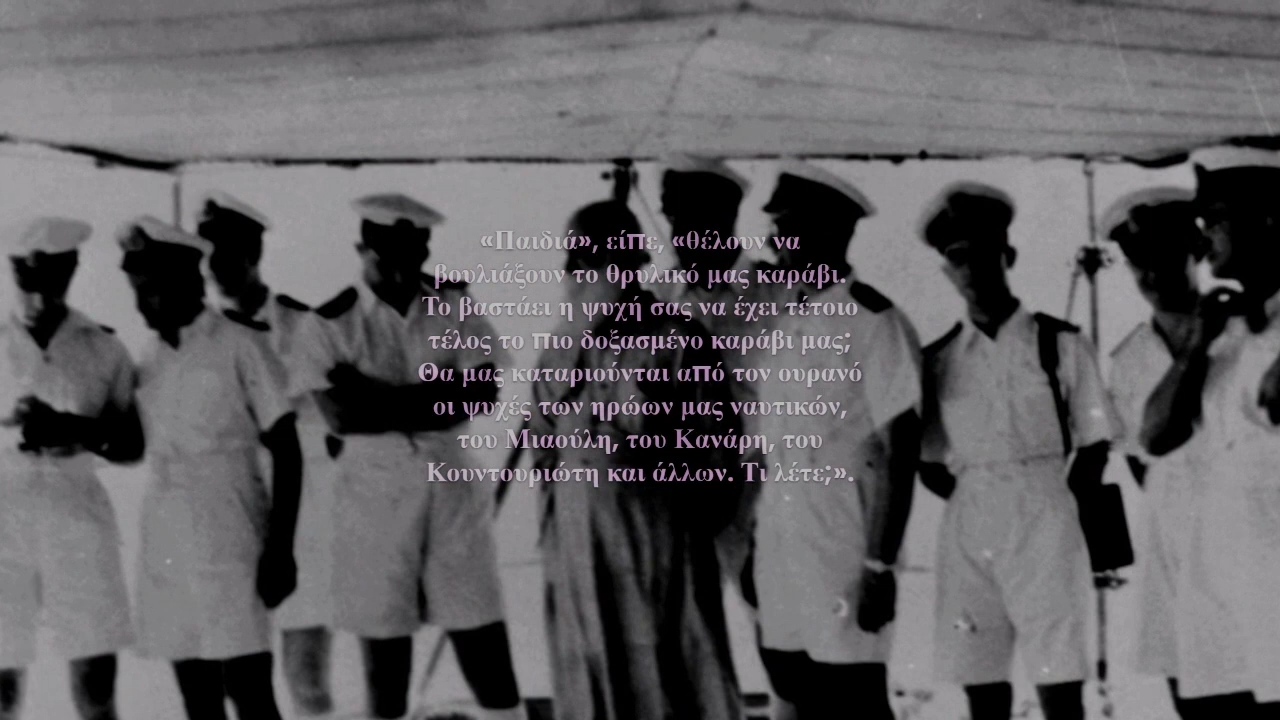 «Παιδιά», είπε, «θέλουν να
βουλιάξουν το θρυλικό μας καράβι.
Το βαστάει η ψυχή σας να έχει τέτοιο
τέλος το πιο δοξασμένο καράβι μας;
Θα μας καταριούνται από τον ουρανό
οι ψυχές των ηρώων μας ναυτικών,
του Μιαούλη, του Κανάρη, του
Κουντουριώτη και άλλων. Τι λέτε;».